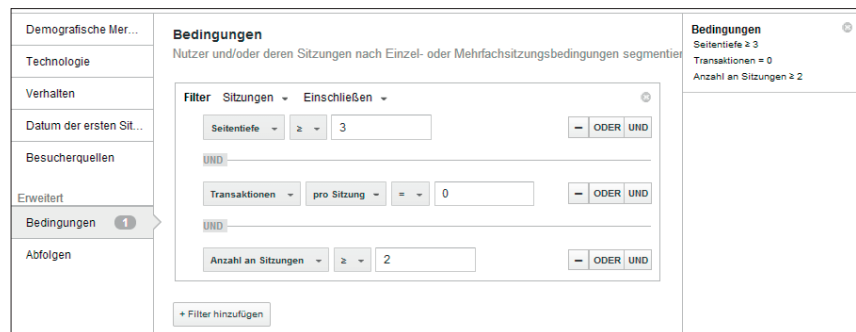 Demografische Mer...
Technologie
Verhalten
Datum der ersten Sit...
Besucherquellen
Erweitert
Bedingungen 1
Abfolgen
Bedingungen
Nutzer und/oder deren Sitzungen nach Einzel- oder Mehrfachsitzungsbedingungen segmentier
Filter Sitzungen Einschließen
Seitentiefe ≥ 3 − ODER UND
UND
Transaktionen pro Sitzung = 0 − ODER UND
UND
Anzahl an Sitzungen ≥ 2 − ODER UND
+ Filter hinzufügen
Bedingungen
Seitentiefe ≥ 3
Transaktionen = 0
Anzahl an Sitzungen ≥ 2